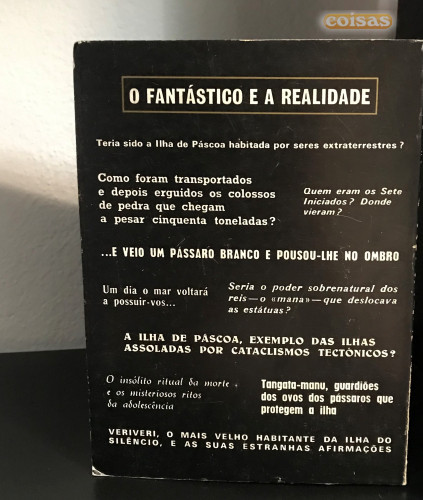 coisas
O FANTÁSTICO E A REALIDADE
Teria sido a Ilha de Páscoa habitada por seres extraterrestres?
Como foram transportados
e depois erguidos os colossos
de pedra que chegam
a pesar cinquenta toneladas?
Quem eram os Sete
Iniciados? Donde
vieram?
...E VEIO UM PÁSSARO BRANCO E POUSOU-LHE NO OMBRO
Um dia o mar voltará
a possuir-vos...
Seria o poder sobrenatural dos
reis—o «mana»—que deslocava
as estátuas?
A ILHA DE PÁSCOA, EXEMPLO DAS ILHAS
ASSOLADAS POR CATACLISMOS TECTÓNICOS?
O insólito ritual da morte
e os misteriosos ritos
da adolescência
Tangata-manu, guardiões
dos ovos dos pássaros que
protegem a ilha
VERIVERI, O MAIS VELHO HABITANTE DA ILHA DO
SILÊNCIO, E AS SUAS ESTRANHAS AFIRMAÇÕES